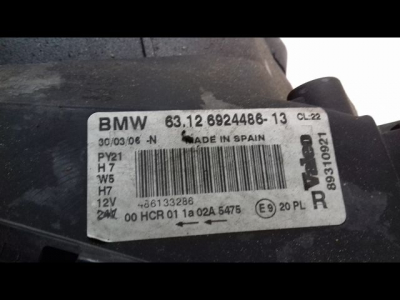 BMW 63.12 6924486-13 CL:22
30/03/06 -N MADE IN SPAIN
PY21
H7
W5
H7
12V 486133286
24V 00 HCR 01 1a 02A 5475 E9 20 PL
Valeo
89310921
R